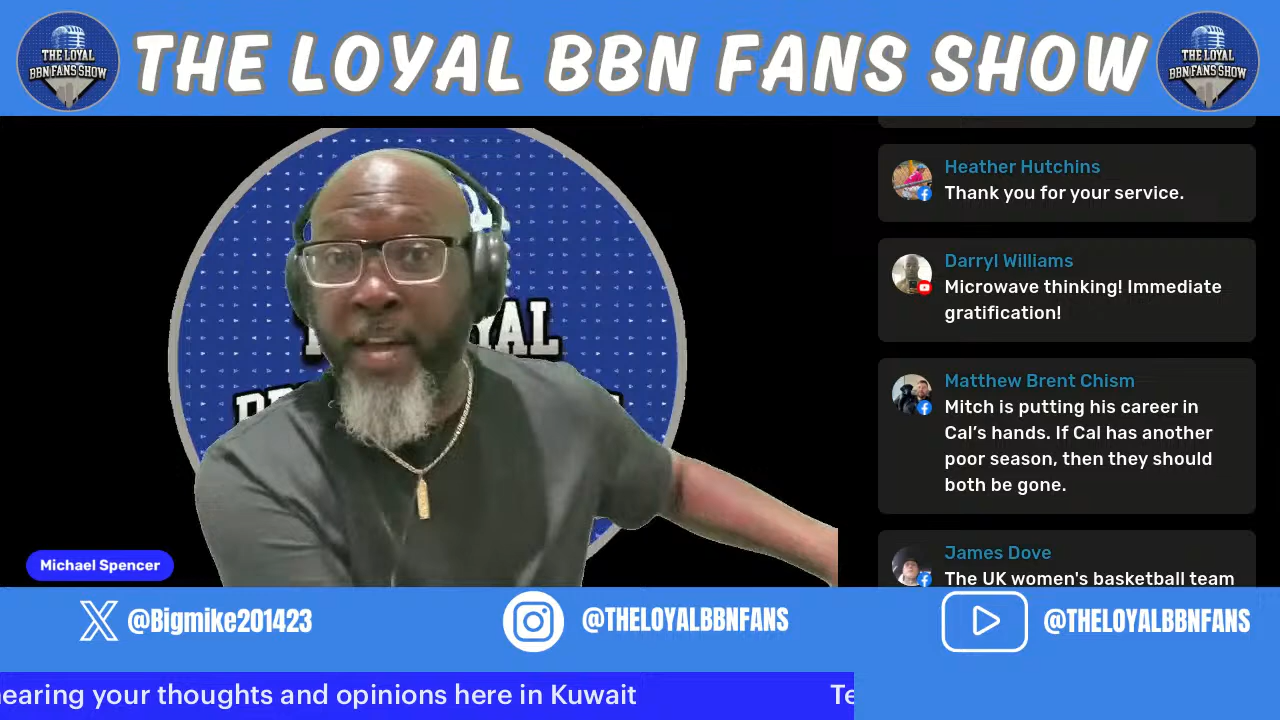 THE LOYAL BBN FANS SHOW
THE LOYAL
BBN FANS SHOW
THE LOYAL
BBN FANS SHOW
Heather Hutchins
Thank you for your service.
Darryl Williams
Microwave thinking! Immediate
gratification!
Matthew Brent Chism
Mitch is putting his career in
Cal’s hands. If Cal has another
poor season, then they should
both be gone.
James Dove
The UK women's basketball team
YAL
Michael Spencer
@Bigmike201423
@THELOYALBBNFANS
@THELOYALBBNFANS
earing your thoughts and opinions here in Kuwait
Te